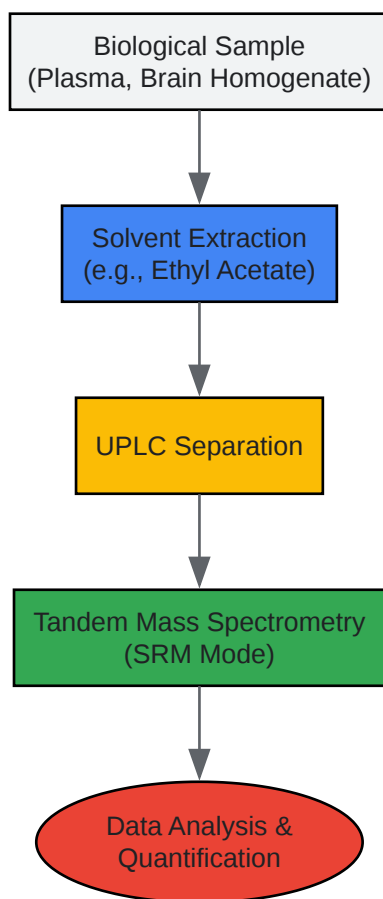 Biological Sample
(Plasma, Brain Homogenate)
Solvent Extraction
(e.g., Ethyl Acetate)
UPLC Separation
Tandem Mass Spectrometry
(SRM Mode)
Data Analysis &
Quantification